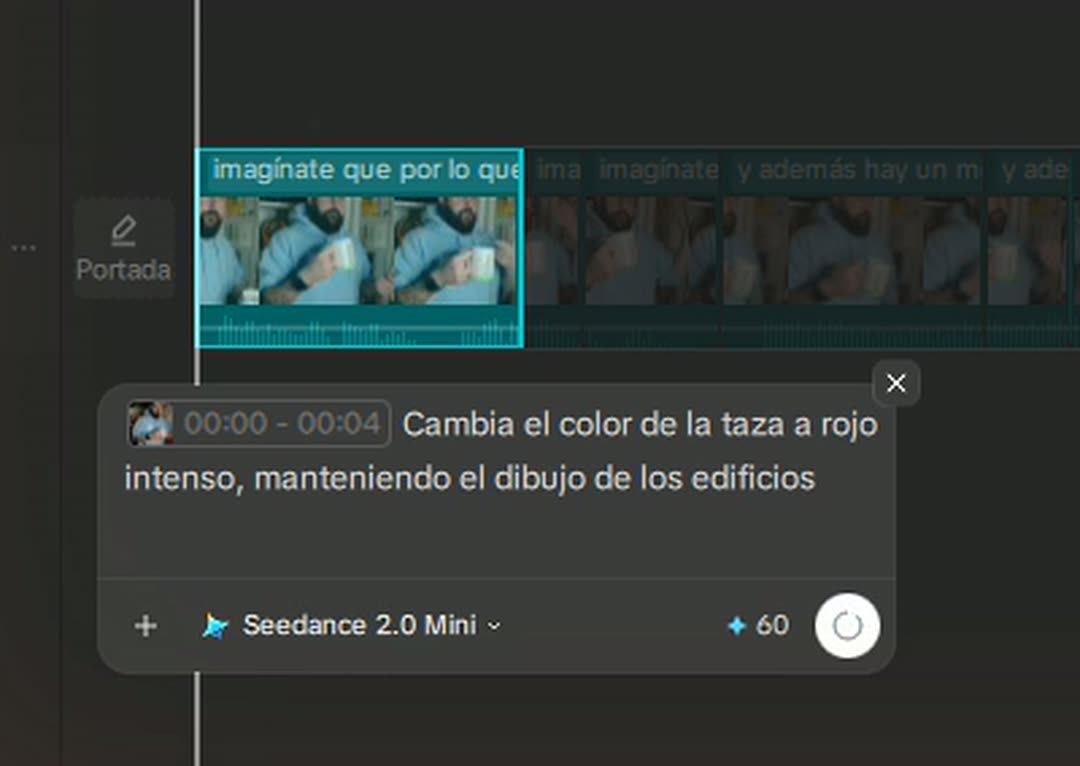 imagínate que por lo que
ima
imagínate
y además hay un m
y ade
Portada
00:00 - 00:04 Cambia el color de la taza a rojo
intenso, manteniendo el dibujo de los edificios
Seedance 2.0 Mini
60